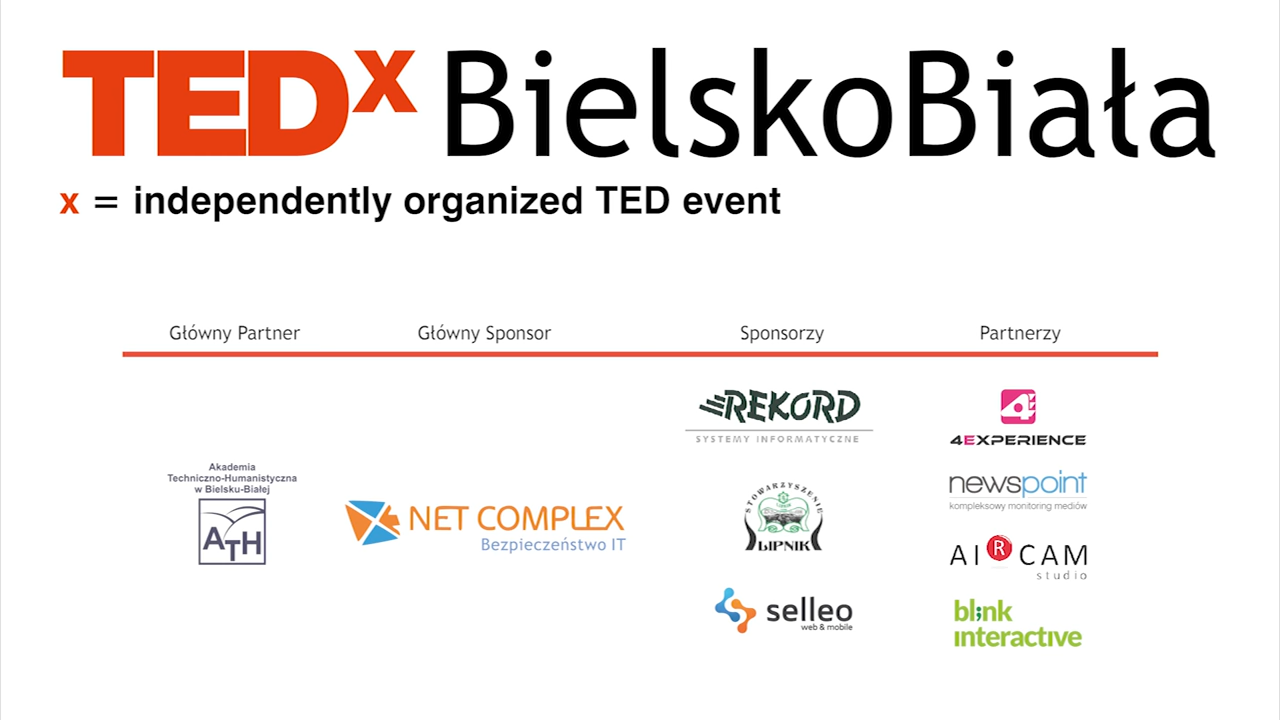 TEDx BielskoBiała
x = independently organized TED event
Główny Partner
Główny Sponsor
Sponsorzy
Partnerzy
Akademia
Techniczno-Humanistyczna
w Bielsku-Białej
ATH
NET COMPLEX
Bezpieczeństwo IT
REKORD
SYSTEMY INFORMATYCZNE
STOWARZYSZENIE
LIPNIK
selleo
web & mobile
4
4EXPERIENCE
newspoint
kompleksowy monitoring mediów
AIRCAM
studio
blink
interactive